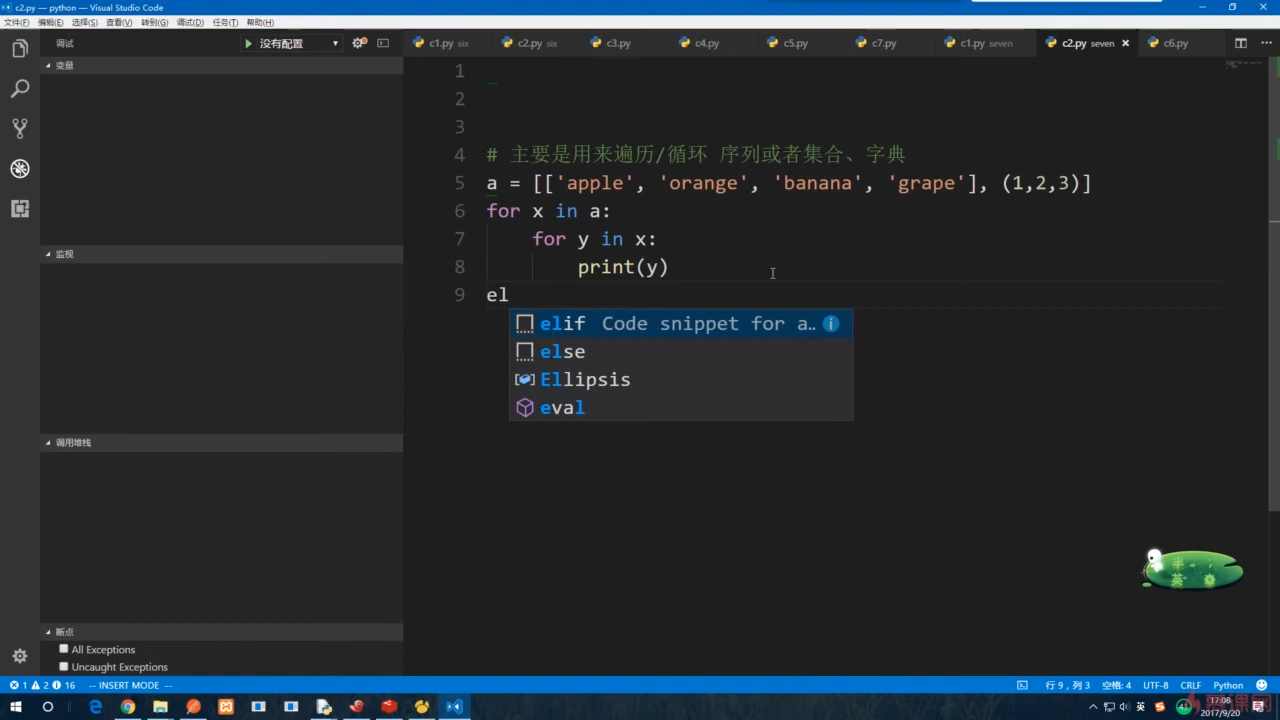 c2.py — python — Visual Studio Code
文件(F) 编辑(E) 选择(S) 查看(V) 转到(G) 调试(D) 任务(T) 帮助(H)
调试 没有配置
c1.py six c2.py six c3.py c4.py c5.py c7.py c1.py seven c2.py seven c6.py
变量
监视
调用堆栈
断点
All Exceptions
Uncaught Exceptions
1
2
3
4 # 主要是用来遍历/循环 序列或者集合、字典
5 a = [['apple', 'orange', 'banana', 'grape'], (1,2,3)]
6 for x in a:
7 for y in x:
8 print(y)
9 el
elif Code snippet for a..
else
Ellipsis
eval
半
英
1 2 16 -- INSERT MODE -- 行 9，列 3 空格: 4 UTF-8 CRLF Python
英 17:08
2017/9/20